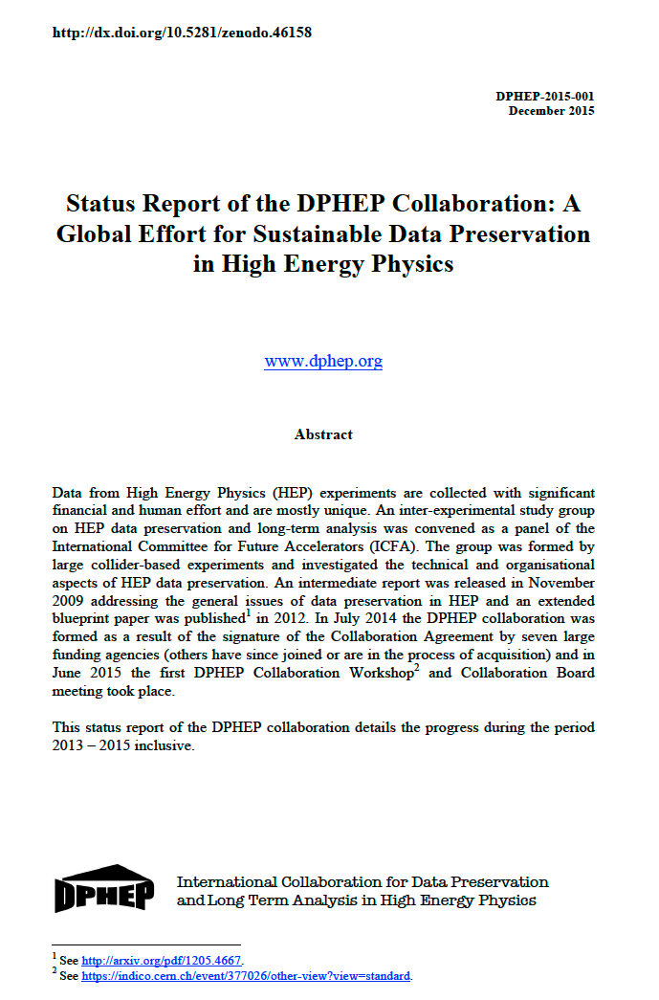 http://dx.doi.org/10.5281/zenodo.46158
DPHEP-2015-001
December 2015
Status Report of the DPHEP Collaboration: A
Global Effort for Sustainable Data Preservation
in High Energy Physics
www.dphep.org
Abstract
Data from High Energy Physics (HEP) experiments are collected with significant
financial and human effort and are mostly unique. An inter-experimental study group
on HEP data preservation and long-term analysis was convened as a panel of the
International Committee for Future Accelerators (ICFA). The group was formed by
large collider-based experiments and investigated the technical and organisational
aspects of HEP data preservation. An intermediate report was released in November
2009 addressing the general issues of data preservation in HEP and an extended
blueprint paper was published1 in 2012. In July 2014 the DPHEP collaboration was
formed as a result of the signature of the Collaboration Agreement by seven large
funding agencies (others have since joined or are in the process of acquisition) and in
June 2015 the first DPHEP Collaboration Workshop2 and Collaboration Board
meeting took place.
This status report of the DPHEP collaboration details the progress during the period
2013 – 2015 inclusive.
DPHEP
International Collaboration for Data Preservation
and Long Term Analysis in High Energy Physics
1 See http://arxiv.org/pdf/1205.4667.
2 See https://indico.cern.ch/event/377026/other-view?view=standard.